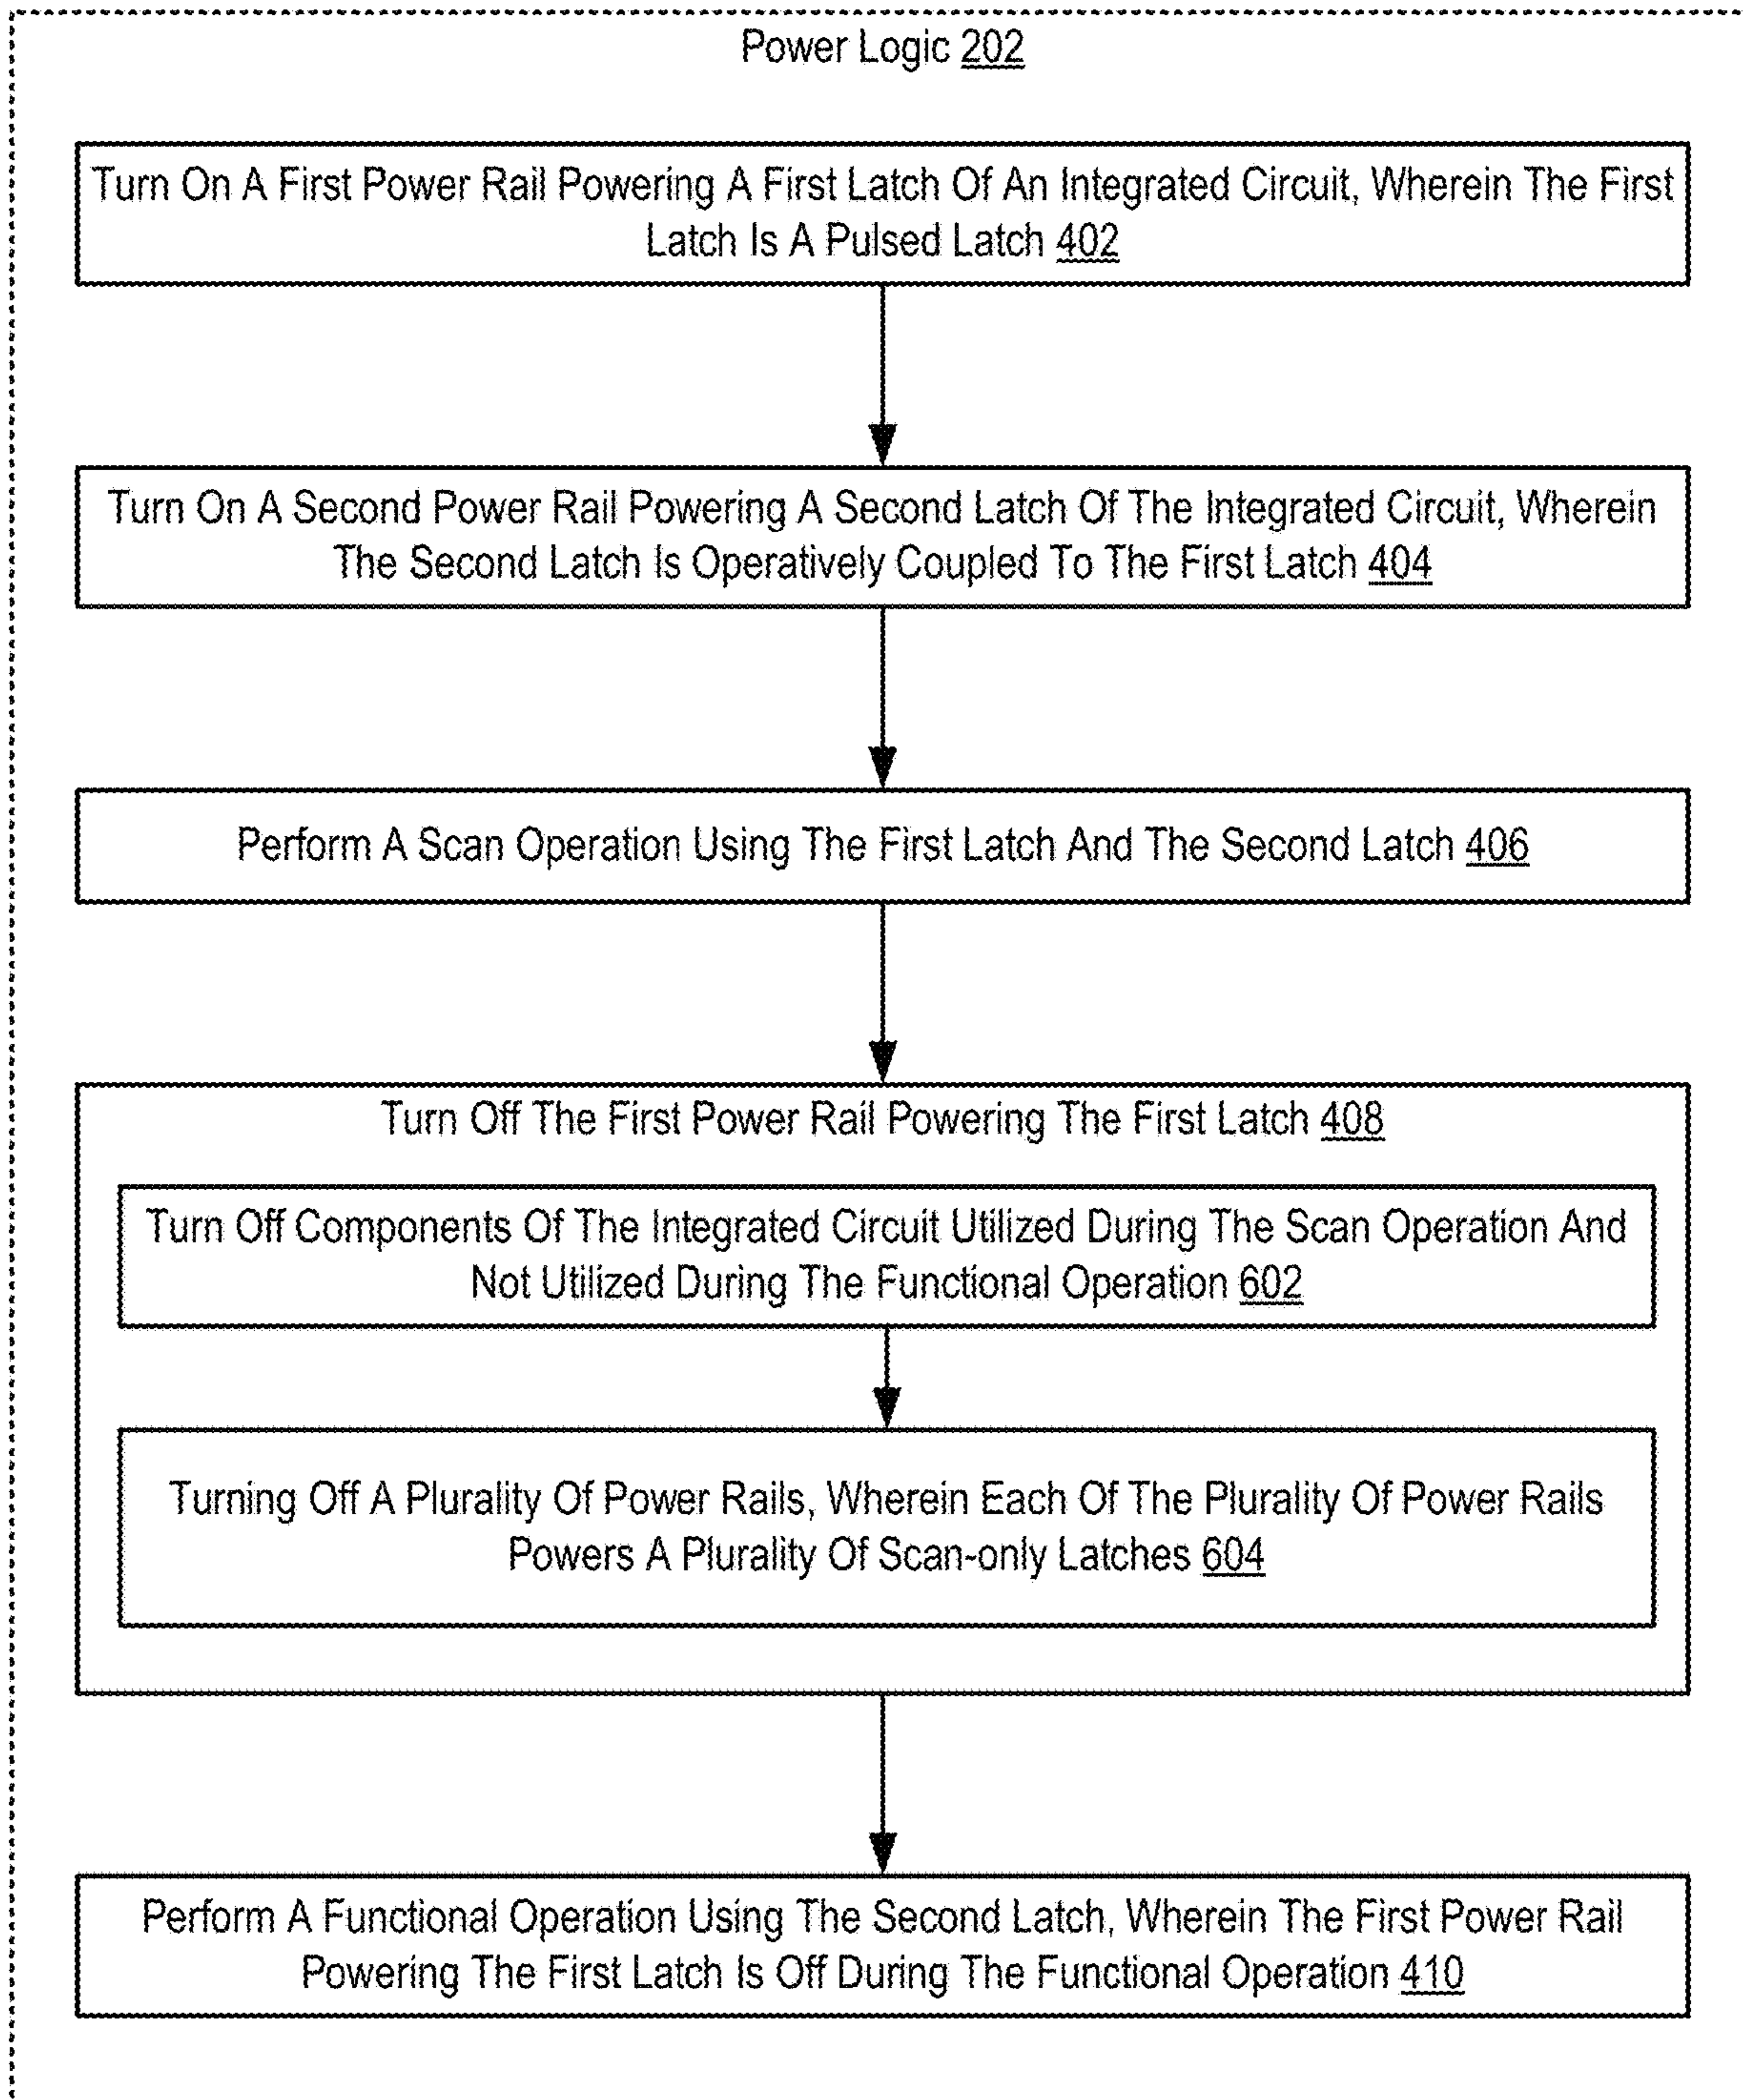 Power Logic 202
Turn On A First Power Rail Powering A First Latch Of An Integrated Circuit, Wherein The First
Latch Is A Pulsed Latch 402
Turn On A Second Power Rail Powering A Second Latch Of The Integrated Circuit, Wherein
The Second Latch Is Operatively Coupled To The First Latch 404
Perform A Scan Operation Using The First Latch And The Second Latch 406
Turn Off The First Power Rail Powering The First Latch 408
Turn Off Components Of The Integrated Circuit Utilized During The Scan Operation And
Not Utilized During The Functional Operation 602
Turning Off A Plurality Of Power Rails, Wherein Each Of The Plurality Of Power Rails
Powers A Plurality Of Scan-only Latches 604
Perform A Functional Operation Using The Second Latch, Wherein The First Power Rail
Powering The First Latch Is Off During The Functional Operation 410